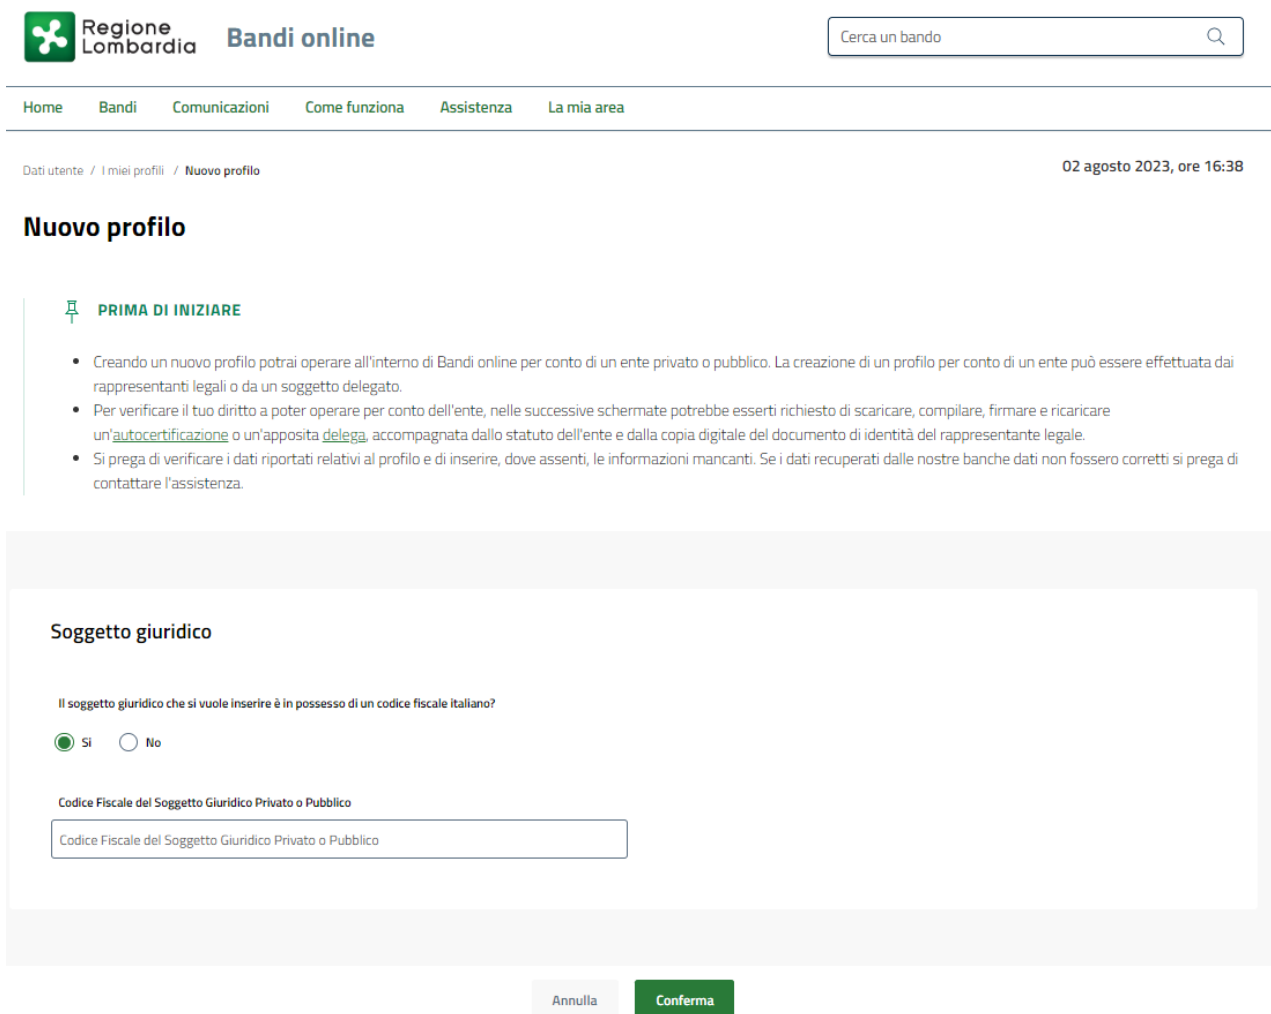 Regione
Lombardia
Bandi online
Cerca un bando
Home Bandi Comunicazioni Come funziona Assistenza La mia area
Dati utente / I miei profili / Nuovo profilo
02 agosto 2023, ore 16:38
Nuovo profilo
PRIMA DI INIZIARE
• Creando un nuovo profilo potrai operare all'interno di Bandi online per conto di un ente privato o pubblico. La creazione di un profilo per conto di un ente può essere effettuata dai
rappresentanti legali o da un soggetto delegato.
• Per verificare il tuo diritto a poter operare per conto dell'ente, nelle successive schermate potrebbe esserti richiesto di scaricare, compilare, firmare e ricaricare
un'autocertificazione o un'apposita delega, accompagnata dallo statuto dell'ente e dalla copia digitale del documento di identità del rappresentante legale.
• Si prega di verificare i dati riportati relativi al profilo e di inserire, dove assenti, le informazioni mancanti. Se i dati recuperati dalle nostre banche dati non fossero corretti si prega di
contattare l'assistenza.
Soggetto giuridico
Il soggetto giuridico che si vuole inserire è in possesso di un codice fiscale italiano?
Si No
Codice Fiscale del Soggetto Giuridico Privato o Pubblico
Codice Fiscale del Soggetto Giuridico Privato o Pubblico
Annulla Conferma